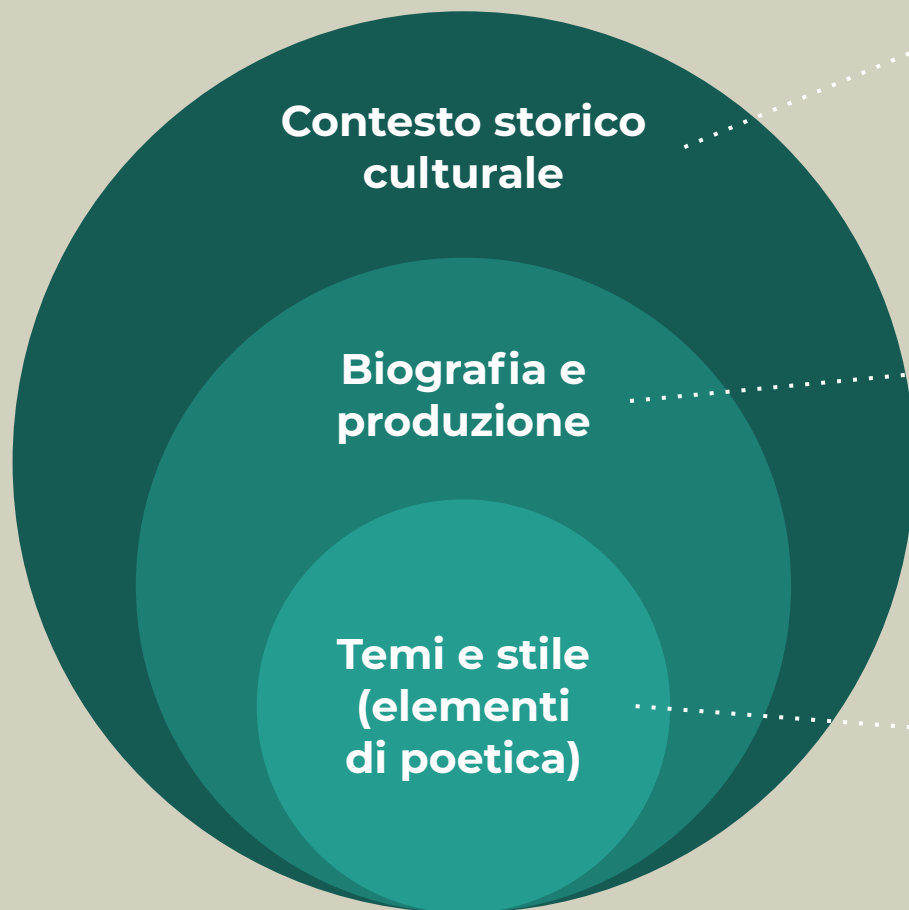 Contesto storico
culturale
Biografia e
produzione
Temi e stile
(elementi
di poetica)